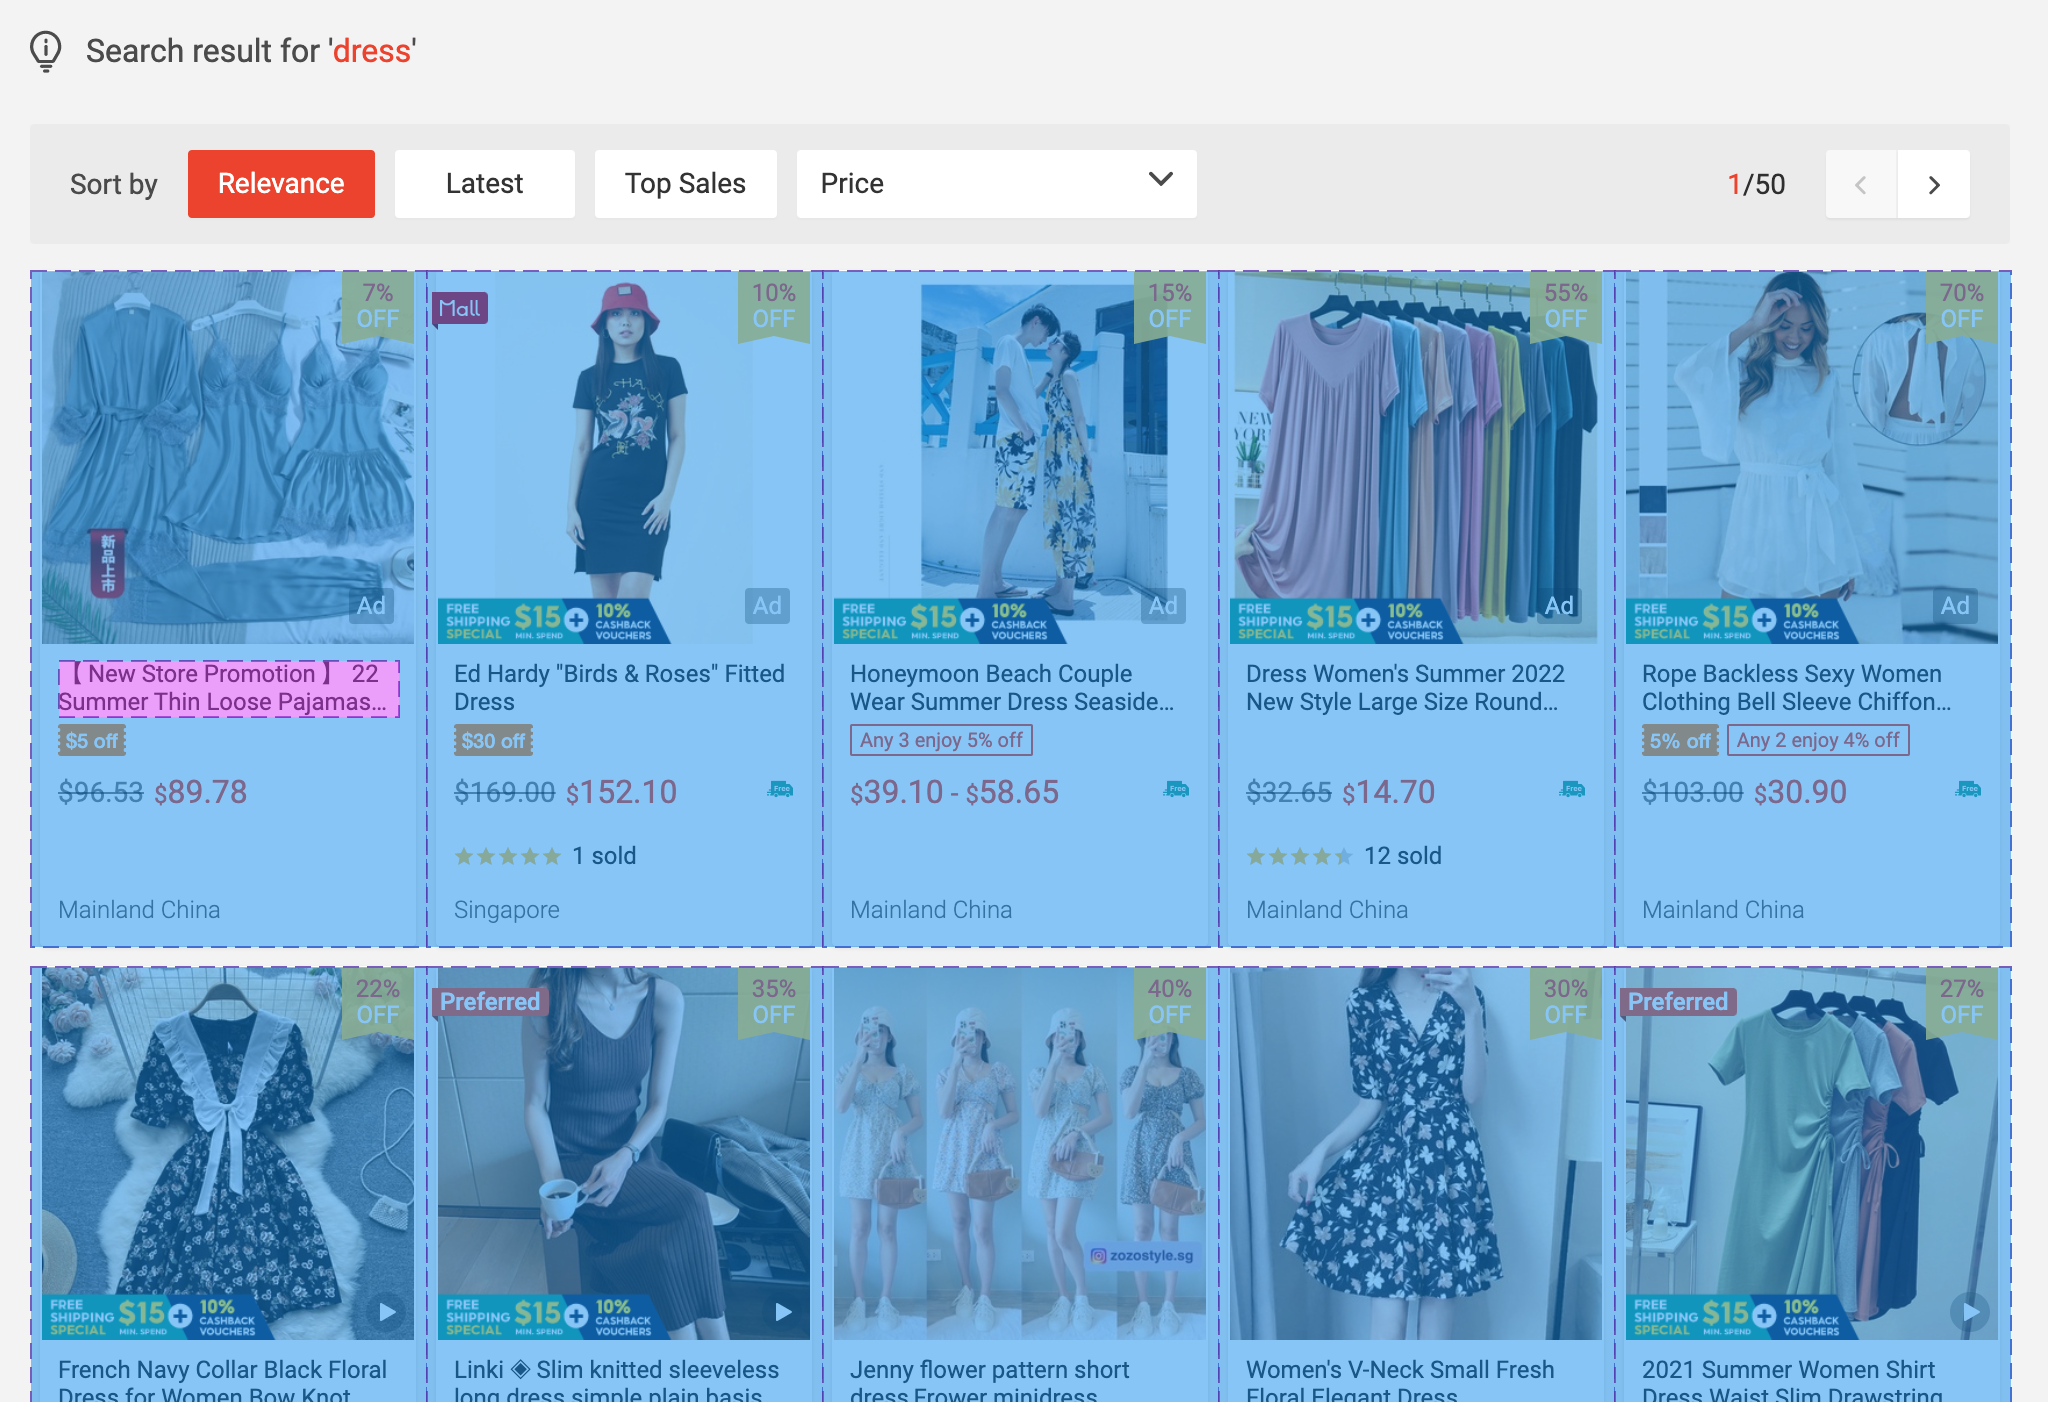 Search result for 'dress'
Sort by
Relevance
Latest
Top Sales
Price
1/50
7%
OFF
新品上市
Ad
【 New Store Promotion 】 22
Summer Thin Loose Pajamas...
$5 off
$96.53 $89.78
Mainland China
Mall
10%
OFF
FREE
SHIPPING
SPECIAL
$15
MIN. SPEND
+
10%
CASHBACK
VOUCHERS
Ad
Ed Hardy "Birds & Roses" Fitted
Dress
$30 off
$169.00 $152.10
Free
1 sold
Singapore
15%
OFF
FREE
SHIPPING
SPECIAL
$15
MIN. SPEND
+
10%
CASHBACK
VOUCHERS
Ad
Honeymoon Beach Couple
Wear Summer Dress Seaside...
Any 3 enjoy 5% off
$39.10 - $58.65
Free
Mainland China
55%
OFF
NEW
YORK
FREE
SHIPPING
SPECIAL
$15
MIN. SPEND
+
10%
CASHBACK
VOUCHERS
Ad
Dress Women's Summer 2022
New Style Large Size Round...
$32.65 $14.70
Free
12 sold
Mainland China
70%
OFF
FREE
SHIPPING
SPECIAL
$15
MIN. SPEND
+
10%
CASHBACK
VOUCHERS
Ad
Rope Backless Sexy Women
Clothing Bell Sleeve Chiffon...
5% off
Any 2 enjoy 4% off
$103.00 $30.90
Free
Mainland China
22%
OFF
FREE
SHIPPING
SPECIAL
$15
MIN. SPEND
+
10%
CASHBACK
VOUCHERS
French Navy Collar Black Floral
Dress for Women Bow Knot
Preferred
35%
OFF
FREE
SHIPPING
SPECIAL
$15
MIN. SPEND
+
10%
CASHBACK
VOUCHERS
Linki ◈ Slim knitted sleeveless
long dress simple plain basis
40%
OFF
zozostyle.sg
Jenny flower pattern short
dress Frower minidress
30%
OFF
Women's V-Neck Small Fresh
Floral Elegant Dress
Preferred
27%
OFF
FREE
SHIPPING
SPECIAL
$15
MIN. SPEND
+
10%
CASHBACK
VOUCHERS
2021 Summer Women Shirt
Dress Waist Slim Drawstring